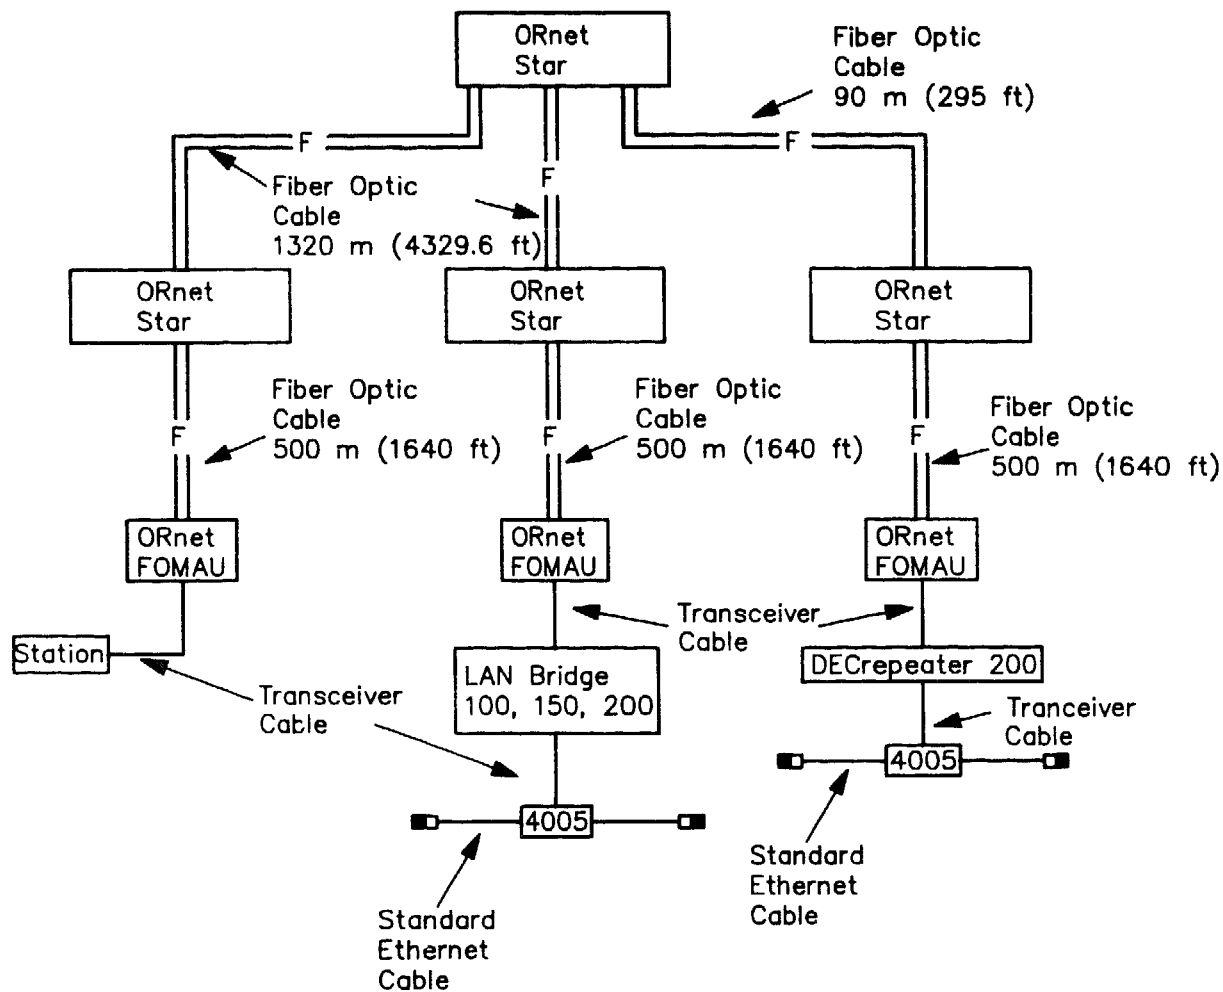 ORnet
Star
Fiber Optic
Cable
90 m (295 ft)
F
F
F
Fiber Optic
Cable
1320 m (4329.6 ft)
ORnet
Star
ORnet
Star
ORnet
Star
Fiber Optic
Cable
500 m (1640 ft)
Fiber Optic
Cable
500 m (1640 ft)
Fiber Optic
Cable
500 m (1640 ft)
F
F
F
ORnet
FOMAU
ORnet
FOMAU
ORnet
FOMAU
Transceiver
Cable
Station
LAN Bridge
100, 150, 200
DECrepeater 200
Transceiver
Cable
Tranceiver
Cable
4005
4005
Standard
Ethernet
Cable
Standard
Ethernet
Cable